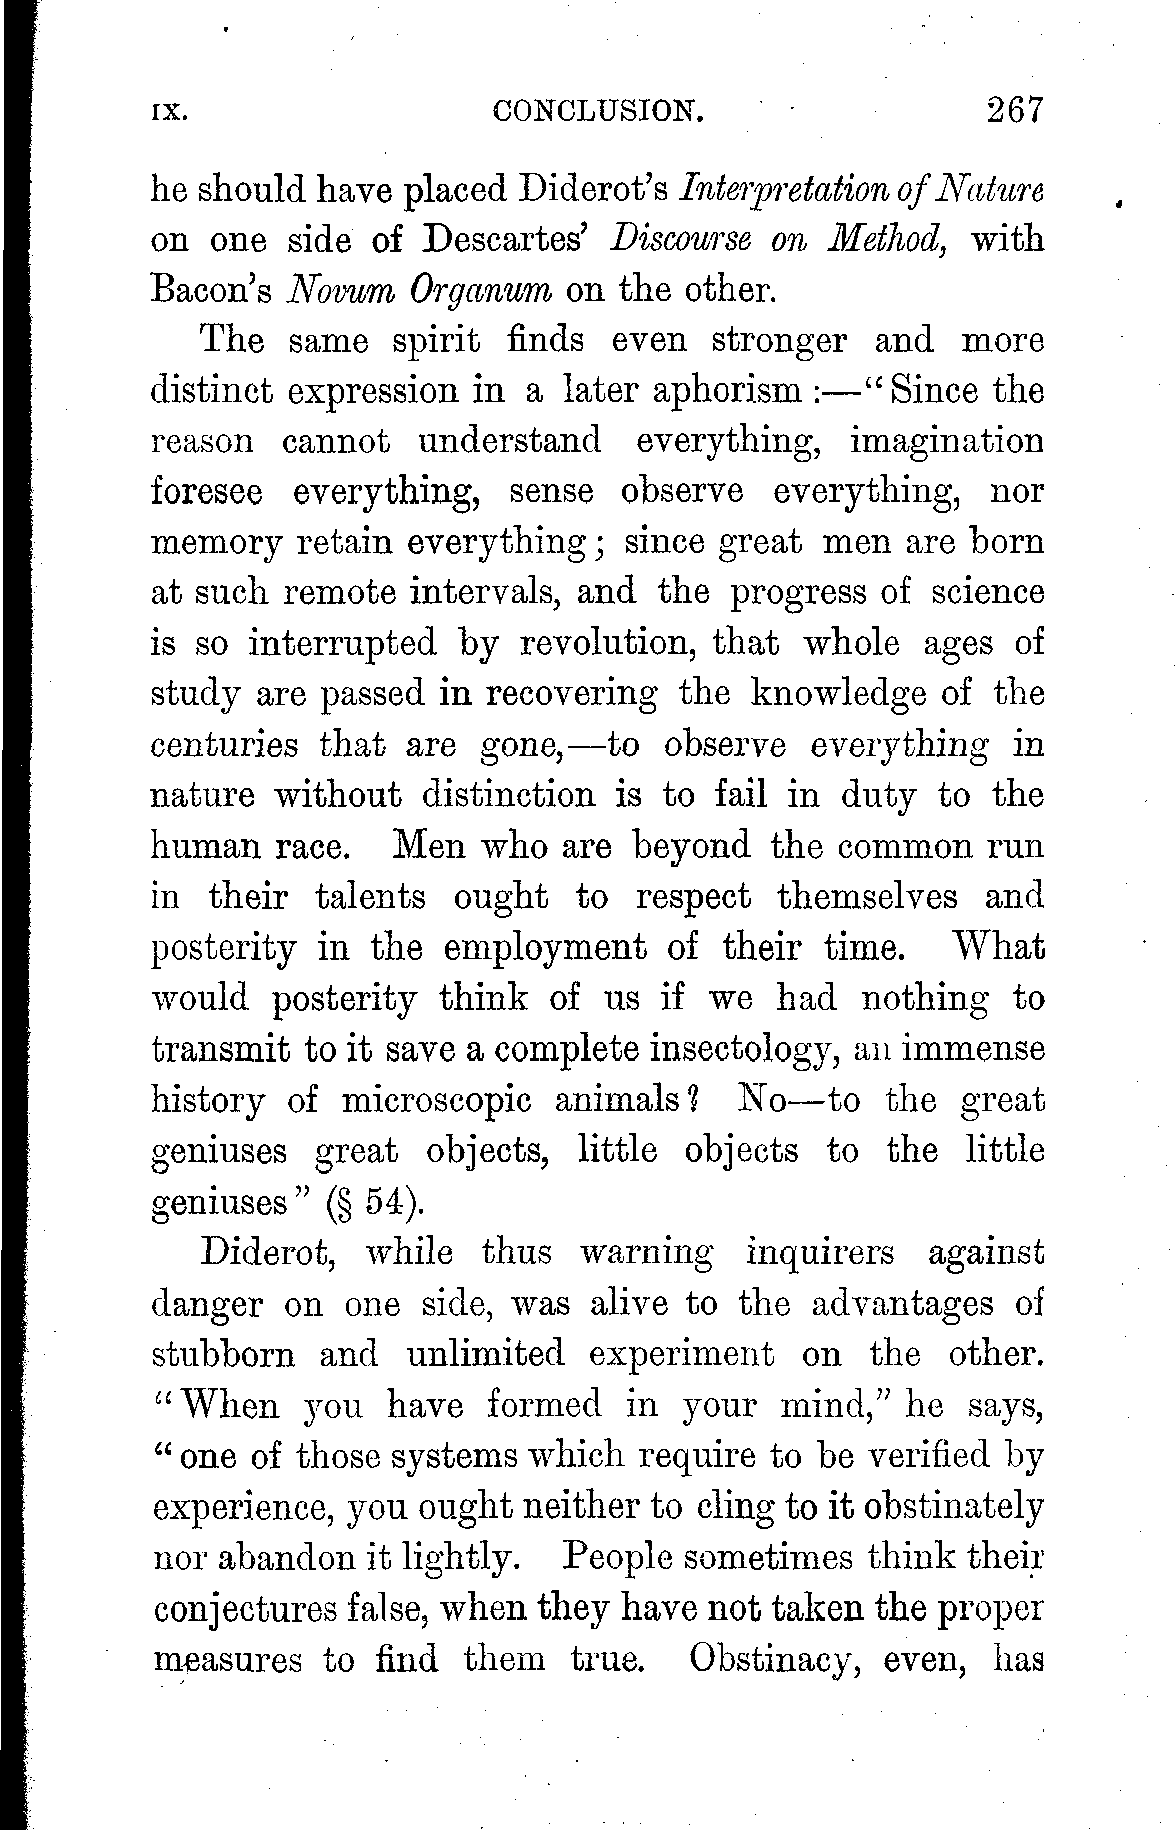 IX. CONCLUSION. 267
he should have placed Diderot's Interpretation of Nature
on one side of Descartes' Discourse on Method, with
Bacon's Novum Organum on the other.
The same spirit finds even stronger and more
distinct expression in a later aphorism :—“Since the
reason cannot understand everything, imagination
foresee everything, sense observe everything, nor
memory retain everything; since great men are born
at such remote intervals, and the progress of science
is so interrupted by revolution, that whole ages of
study are passed in recovering the knowledge of the
centuries that are gone,—to observe everything in
nature without distinction is to fail in duty to the
human race. Men who are beyond the common run
in their talents ought to respect themselves and
posterity in the employment of their time. What
would posterity think of us if we had nothing to
transmit to it save a complete insectology, an immense
history of microscopic animals? No—to the great
geniuses great objects, little objects to the little
geniuses” (§ 54).
Diderot, while thus warning inquirers against
danger on one side, was alive to the advantages of
stubborn and unlimited experiment on the other.
“When you have formed in your mind,” he says,
“one of those systems which require to be verified by
experience, you ought neither to cling to it obstinately
nor abandon it lightly. People sometimes think their
conjectures false, when they have not taken the proper
measures to find them true. Obstinacy, even, has